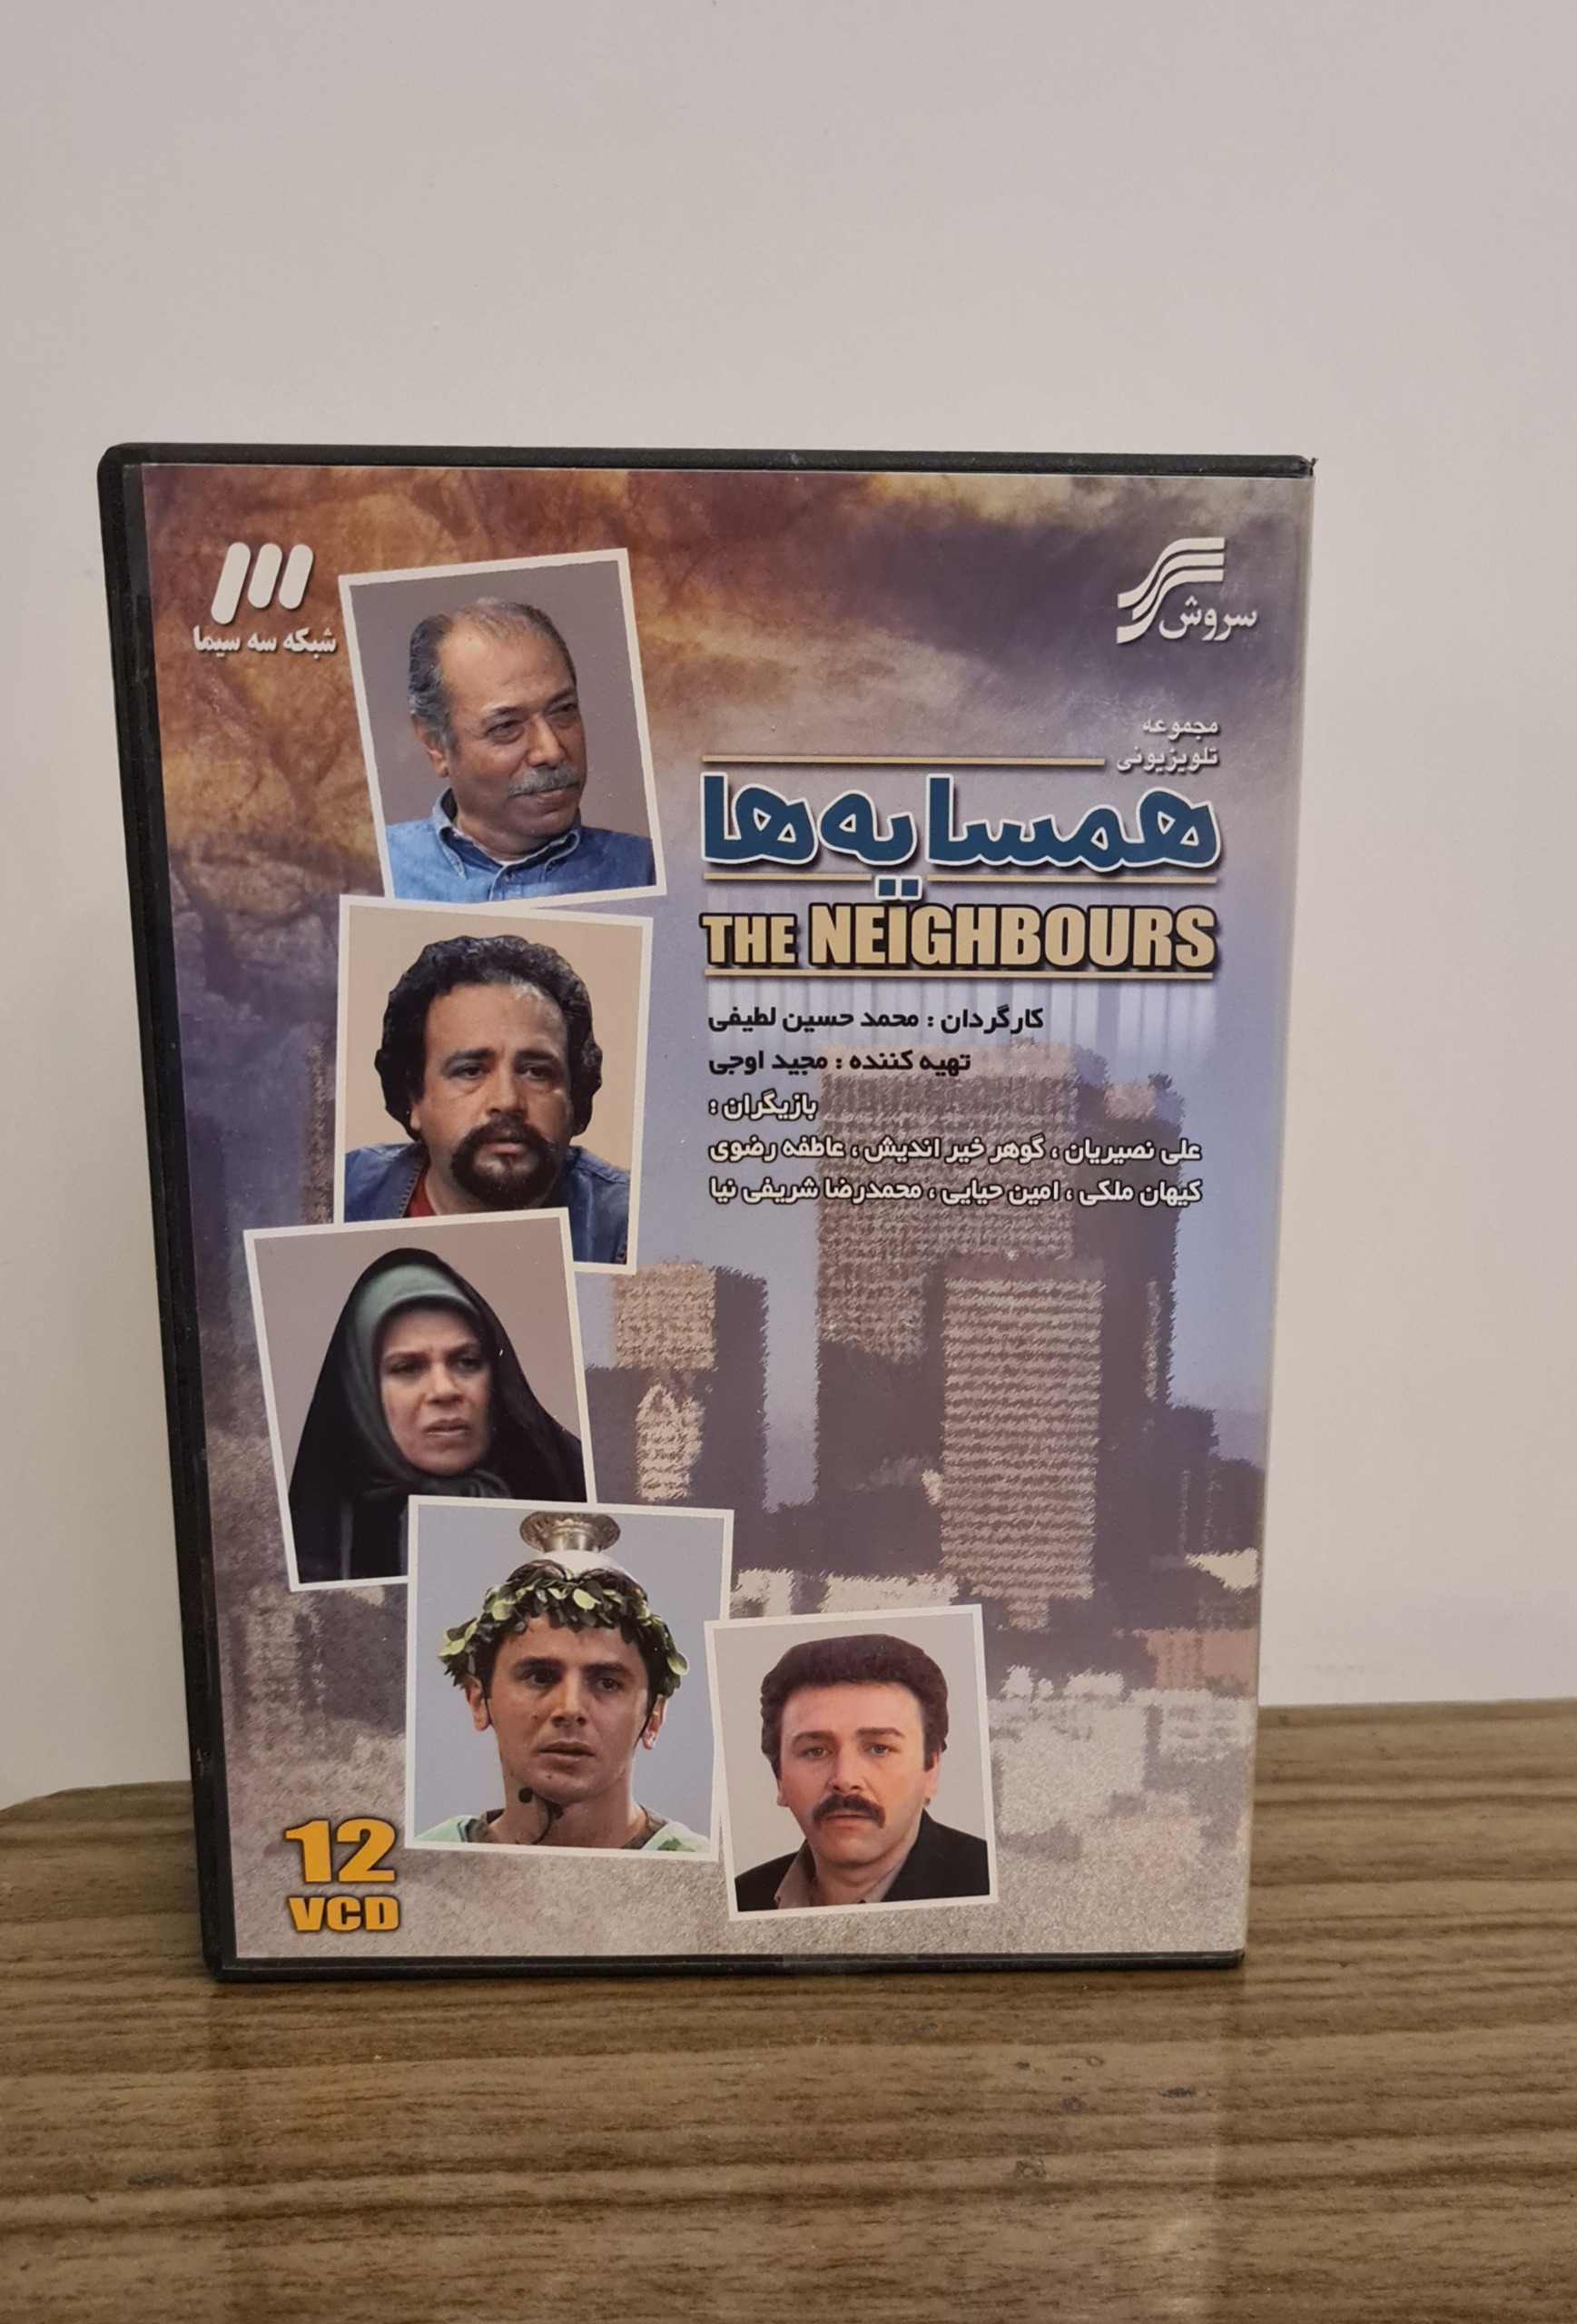 شبکه سه سیما
سروش
مجموعه
تلویزیونی
همسایه‌ها
THE NEIGHBOURS
کارگردان : محمد حسین لطیفی
تهیه کننده : مجید اوجی
بازیگران :
علی نصیریان ، گوهر خیر اندیش ، عاطفه رضوی
کیهان ملکی ، امین حیایی ، محمدرضا شریفی نیا
12
VCD